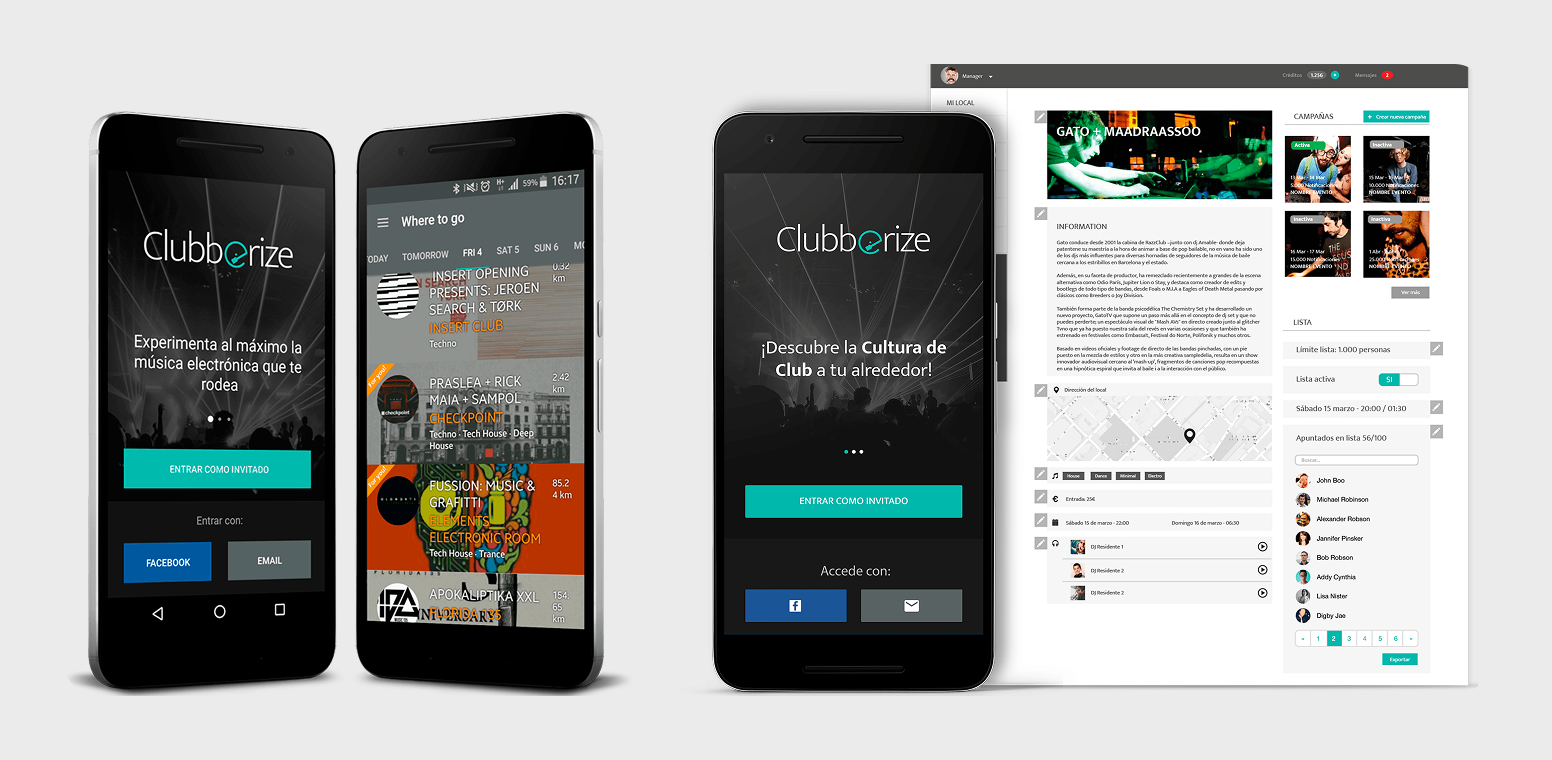 Clubberize
Experimenta al máximo la
música electrónica que te
rodea
ENTRAR COMO INVITADO
Entrar con:
FACEBOOK
EMAIL
59% 16:17
Where to go
TODAY
TOMORROW
FRI 4
SAT 5
SUN 6
MO
INSERT OPENING
PRESENTS: JEROEN
SEARCH & TØRK
INSERT CLUB
Techno
0.32
km
For you!
checkpoint
PRASLEA + RICK
MAIA + SAMPOL
CHECKPOINT
Techno · Tech House · Deep
House
2.42
km
For you!
ELEMENTS
FUSSION: MUSIC &
GRAFITTI
ELEMENTS
ELECTRONIC ROOM
Tech House · Trance
85.2
4 km
FLORIDA135
APOKALIPTIKA XXL
FLORIDA 135
154.
65
km
Clubberize
¡Descubre la Cultura de
Club a tu alrededor!
ENTRAR COMO INVITADO
Accede con:
Manager
Créditos 1.256 +
Mensajes 2
MI LOCAL
GATO + MAADRAASSOO
INFORMATION
Gato conduce desde 2001 la cabina de RazzClub -junto con dj Amable- donde deja
patentene su maestría a la hora de animar a base de pop bailable, no en vano ha sido uno
de los djs más influentes para diversas hornadas de seguidores de la música de baile
cercana a los estribillos en Barcelona y el estado.
Además, en su faceta de productor, ha remezclado recientemente a grandes de la escena
alternativa como Odio París, Jupiter Lion o Stay, y destaca como creador de edits y
bootlegs de todo tipo de bandas, desde Foals o M.I.A a Eagles of Death Metal pasando por
clásicos como Breeders o Joy Division.
También forma parte de la banda psicoédica The Chemistry Set y ha desarrollado un
nuevo proyecto, GatoTV que supone un paso más allá en el concepto de dj set y que no
puedes perderte; un espectáculo visual de "Mash AVs" en directo creado junto al glitcher
Tvno que ya ha puesto nuestra sala del revés en varias ocasiones y que también ha
estrenado en festivales como Embassa't, Festival do Norte, Polifonik y muchos otros.
Basado en videos oficiales y footage de directo de las bandas pinchadas, con un pie
puesto en la mezcla de estilos y otro en la más creativa sampledelia, resulta en un show
innovador audiovisual cercano al 'mash up', fragmentos de canciones pop recompuestas
en una hipnótica espiral que invita al baile i a la interacción con el público.
Dirección del local
House
Dance
Minimal
Electro
Entrada. 25€
Sábado 15 de marzo - 22:00
Domingo 16 de marzo - 06:30
DJ Residente 1
DJ Residente 2
DJ Residente 2
CAMPAÑAS
+ Crear nueva campaña
Activa
13 Mar - 14 Mar
5.000 Notificaciones
NOMBRE EVENTO
Inactiva
10.000 Notificaciones
NOMBRE EVENTO
Inactiva
16 Mar - 17 Mar
15.000 Notificaciones
NOMBRE EVENTO
Inactiva
25.000 Notificaciones
NOMBRE EVENTO
Ver más
LISTA
Límite lista: 1.000 personas
Lista activa
SI
Sábado 15 marzo - 20:00 / 01:30
Apuntados en lista 56/100
Buscar...
John Boo
Michael Robinson
Alexander Robson
Jannifer Pinsker
Bob Robson
Addy Cynthia
Lisa Nister
Digby Jae
« 1 2 3 4 5 6 »
Exportar